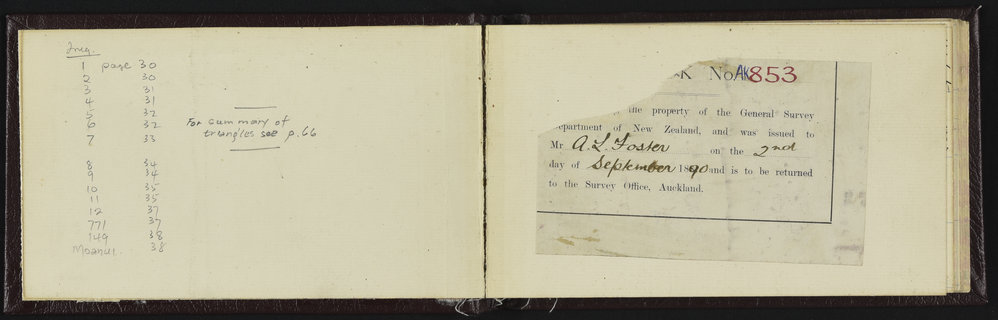 Trig.
1 page 30
2 30
3 31
4 31
5 32
6 32
7 33
8 34
9 34
10 35
11 35
12 37
771 37
149 38
Moanui. 38
For summary of
triangles see p.66
K No. AK853
the property of the General Survey
Department of New Zealand, and was issued to
Mr A. L. Foster on the 2nd
day of September 1890 and is to be returned
to the Survey Office, Auckland.